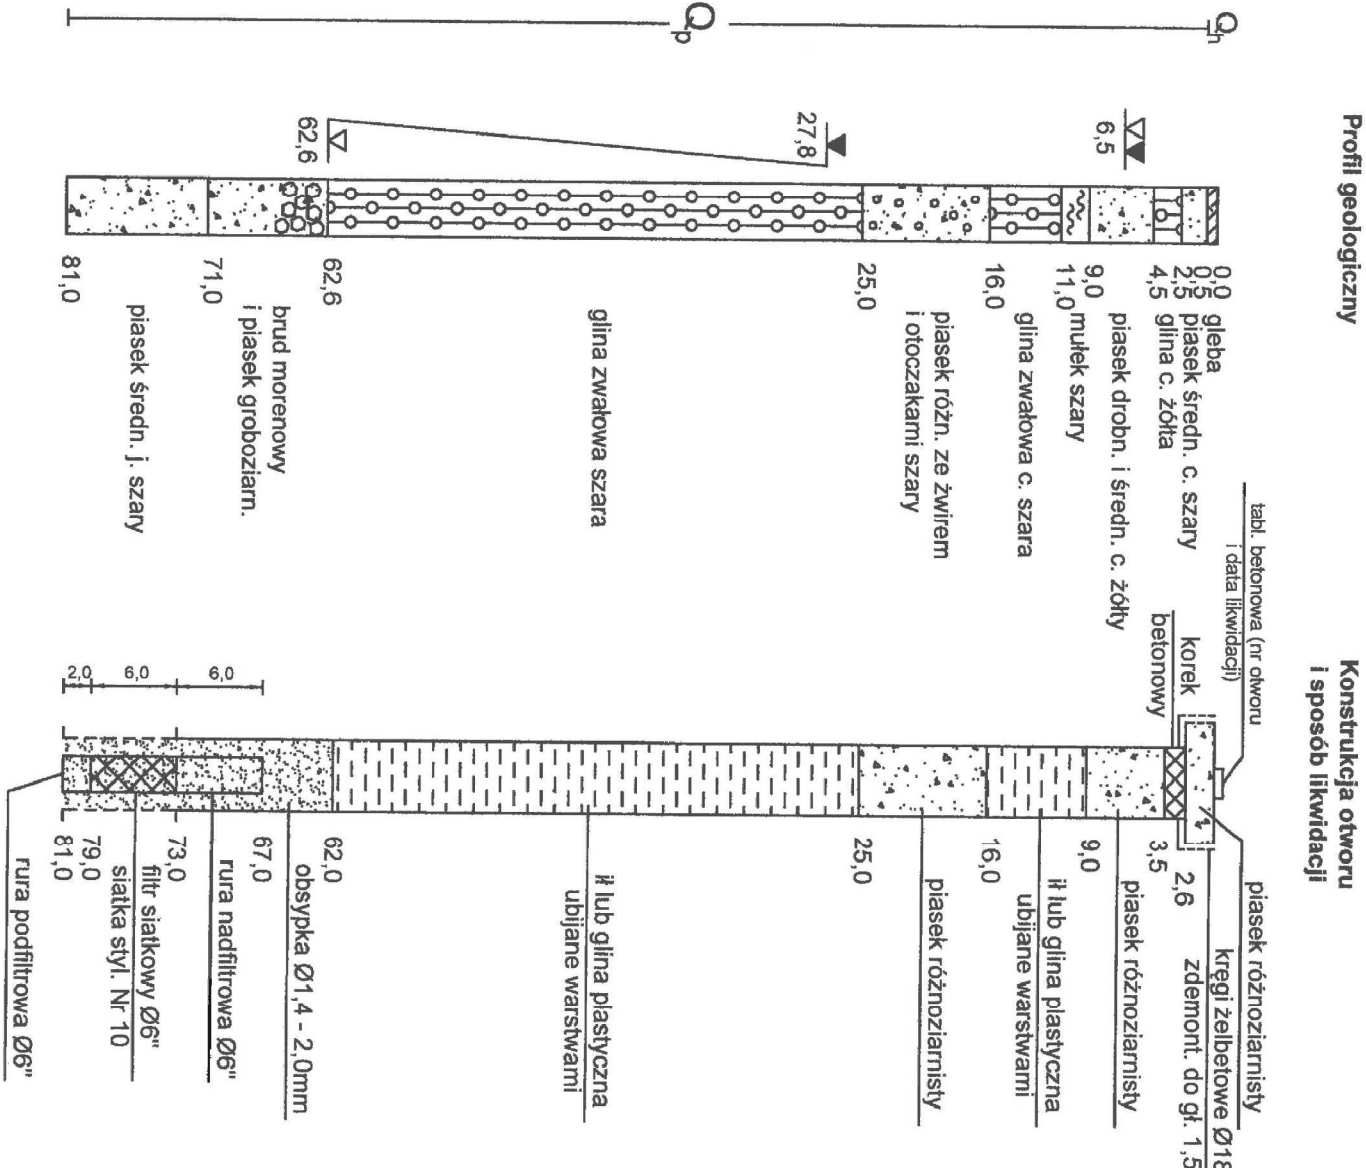 Profil geologiczny
Qh
Qp
6,5
27,8
62,6
0,0 gleba
0,5
2,5 piasek średn. c. szary
4,5 glina c. żółta
9,0 piasek drobn. i średn. c. żółty
11,0 mułek szary
16,0 glina zwałowa c. szara
25,0 piasek różn. ze żwirem
i otoczakami szary
glina zwałowa szara
62,6
brud morenowy
i piasek groboziarn.
71,0
piasek średn. j. szary
81,0
Konstrukcja otworu
i sposób likwidacji
tabl. betonowa (nr otworu
i data likwidacji)
korek
betonowy
piasek różnoziarnisty
kręgi żelbetowe Ø18
zdemont. do gł. 1,5
2,6
3,5
piasek różnoziarnisty
9,0
ił lub glina plastyczna
ubijane warstwami
16,0
piasek różnoziarnisty
25,0
ił lub glina plastyczna
ubijane warstwami
62,0
obsypka Ø1,4 - 2,0mm
67,0
rura nadfiltrowa Ø6"
73,0
filtr siatkowy Ø6"
siatka styl. Nr 10
79,0
81,0
rura podfiltrowa Ø6"
6,0
6,0
2,0